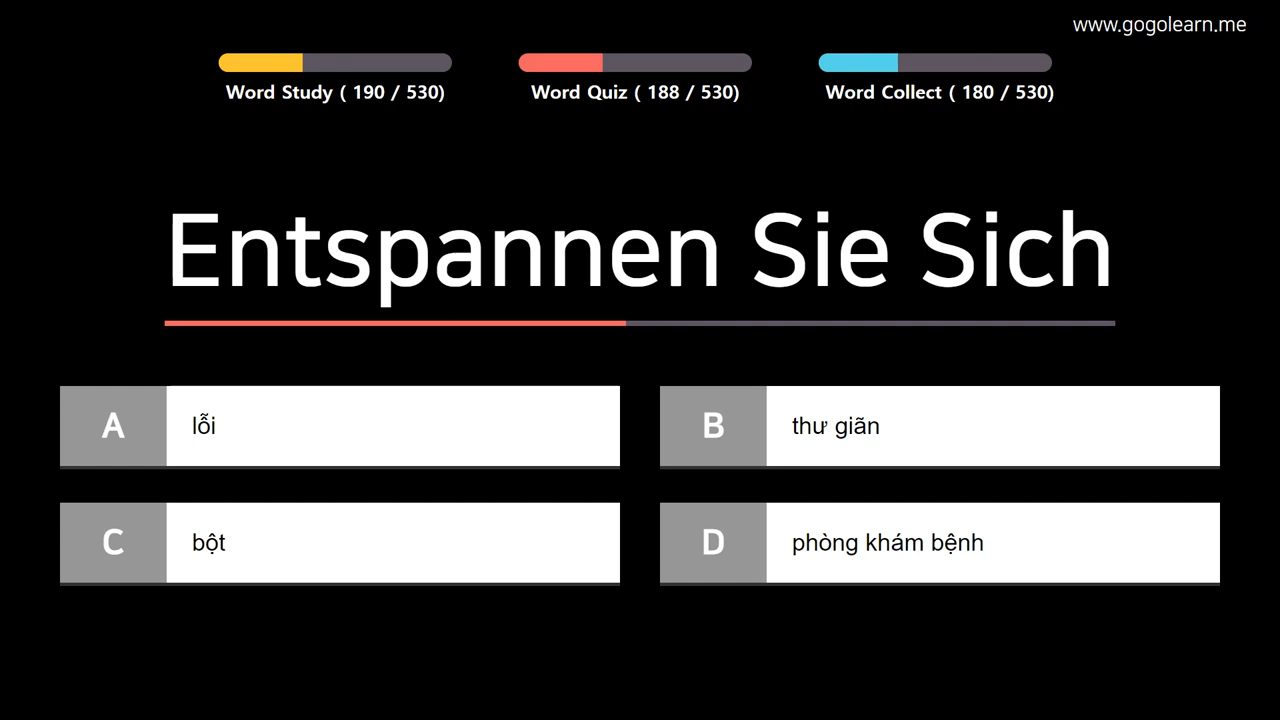 www.gogolearn.me
Word Study ( 190 / 530)
Word Quiz ( 188 / 530)
Word Collect ( 180 / 530)
Entspannen Sie Sich
A
lỗi
B
thư giãn
C
bột
D
phòng khám bệnh